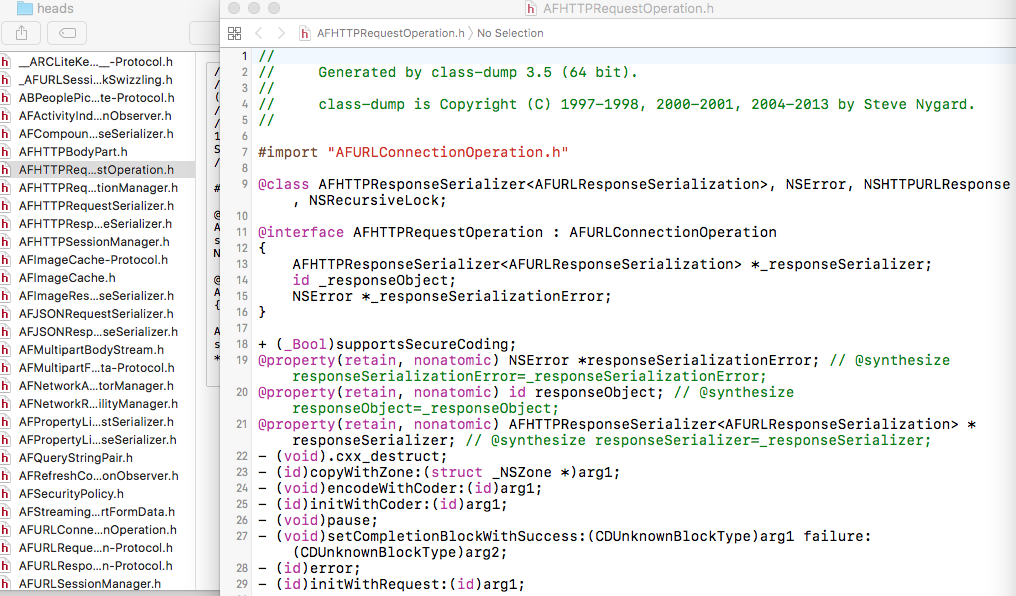 heads
__ARCLiteKe...__-Protocol.h
_AFURLSessi...kSwizzling.h
ABPeoplePic...te-Protocol.h
AFActivityInd...nObserver.h
AFCompoun...seSerializer.h
AFHTTPBodyPart.h
AFHTTPReq...stOperation.h
AFHTTPReq...tionManager.h
AFHTTPRequestSerializer.h
AFHTTPResp...eSerializer.h
AFHTTPSessionManager.h
AFImageCache-Protocol.h
AFImageCache.h
AFImageRes...seSerializer.h
AFJSONRequestSerializer.h
AFJSONResp...seSerializer.h
AFMultipartBodyStream.h
AFMultipartF...ta-Protocol.h
AFNetworkA...torManager.h
AFNetworkR...ilityManager.h
AFPropertyLi...stSerializer.h
AFPropertyLi...seSerializer.h
AFQueryStringPair.h
AFRefreshCo...onObserver.h
AFSecurityPolicy.h
AFStreaming...rtFormData.h
AFURLConne...nOperation.h
AFURLReque...n-Protocol.h
AFURLRespo...n-Protocol.h
AFURLSessionManager.h
h AFHTTPRequestOperation.h
h AFHTTPRequestOperation.h › No Selection
1 //
2 //     Generated by class-dump 3.5 (64 bit).
3 //
4 //     class-dump is Copyright (C) 1997-1998, 2000-2001, 2004-2013 by Steve Nygard.
5 //
6
7 #import "AFURLConnectionOperation.h"
8
9 @class AFHTTPResponseSerializer<AFURLResponseSerialization>, NSError, NSHTTPURLResponse
, NSRecursiveLock;
10
11 @interface AFHTTPRequestOperation : AFURLConnectionOperation
12 {
13     AFHTTPResponseSerializer<AFURLResponseSerialization> *_responseSerializer;
14     id _responseObject;
15     NSError *_responseSerializationError;
16 }
17
18 + (_Bool)supportsSecureCoding;
19 @property(retain, nonatomic) NSError *responseSerializationError; // @synthesize
responseSerializationError=_responseSerializationError;
20 @property(retain, nonatomic) id responseObject; // @synthesize
responseObject=_responseObject;
21 @property(retain, nonatomic) AFHTTPResponseSerializer<AFURLResponseSerialization> *
responseSerializer; // @synthesize responseSerializer=_responseSerializer;
22 - (void).cxx_destruct;
23 - (id)copyWithZone:(struct _NSZone *)arg1;
24 - (void)encodeWithCoder:(id)arg1;
25 - (id)initWithCoder:(id)arg1;
26 - (void)pause;
27 - (void)setCompletionBlockWithSuccess:(CDUnknownBlockType)arg1 failure:
(CDUnknownBlockType)arg2;
28 - (id)error;
29 - (id)initWithRequest:(id)arg1;